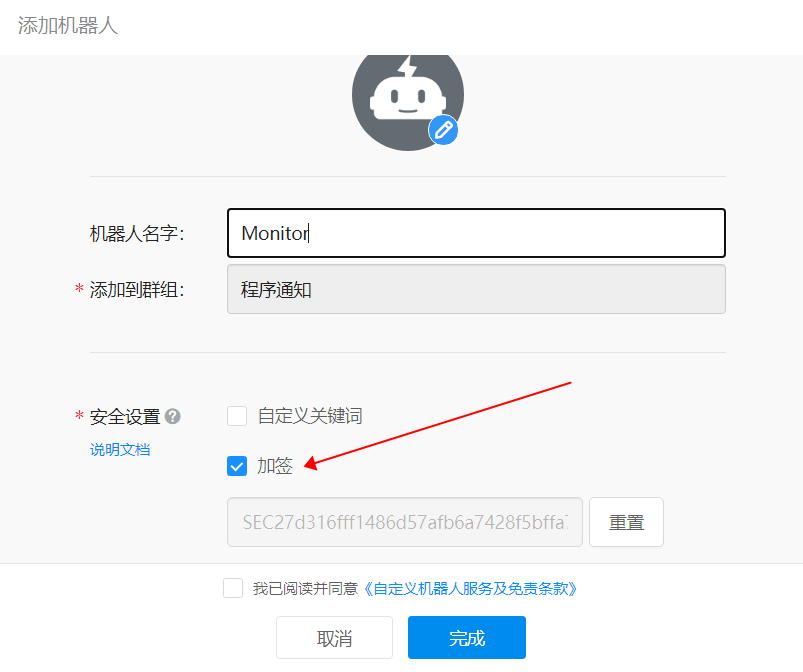 添加机器人
机器人名字:
Monitor
* 添加到群组:
程序通知
* 安全设置 ?
自定义关键词
说明文档
加签
SEC27d316fff1486d57afb6a7428f5bffa
重置
我已阅读并同意《自定义机器人服务及免责条款》
取消
完成